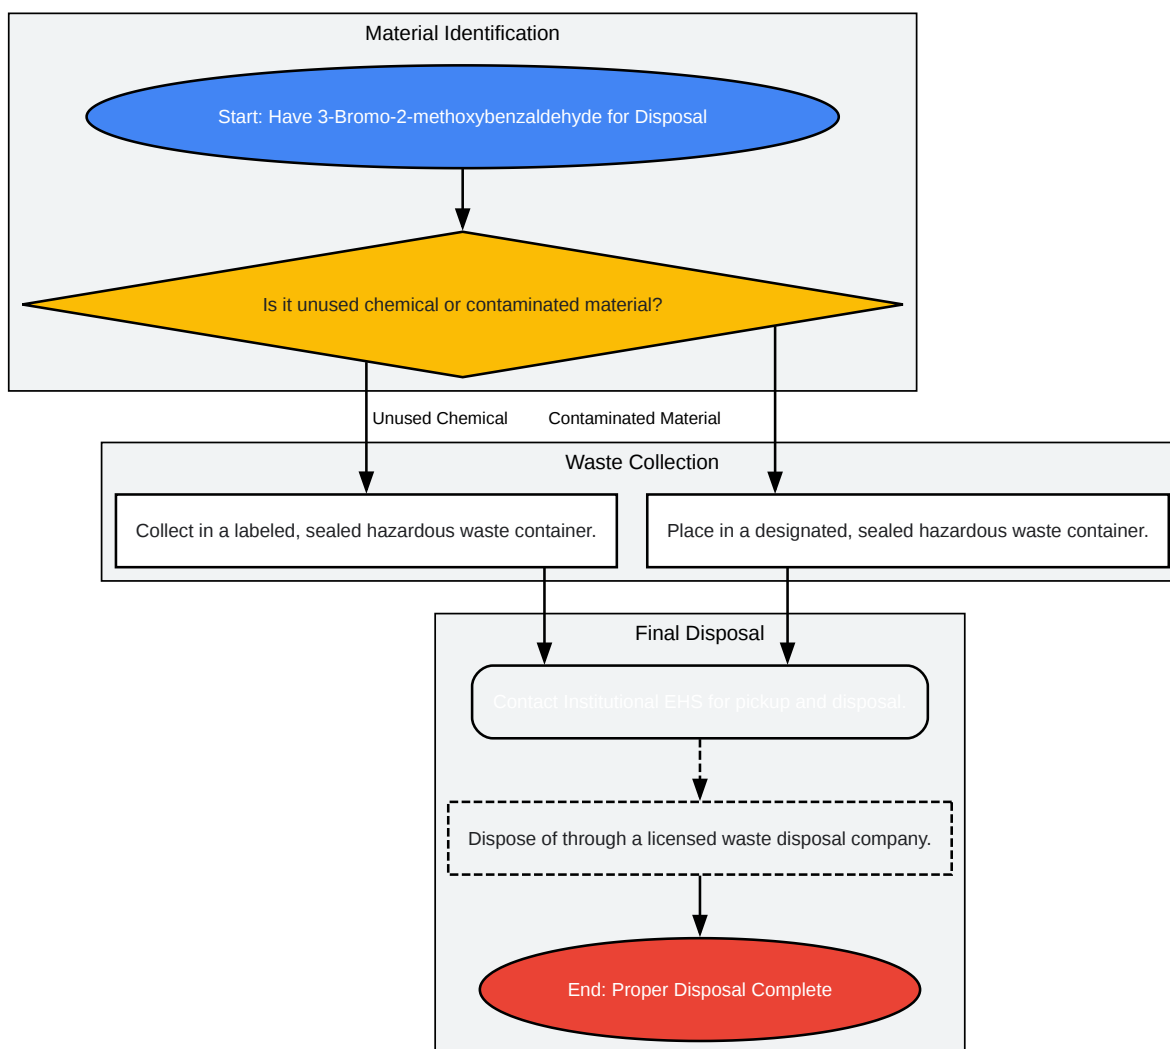 Material Identification
Start: Have 3-Bromo-2-methoxybenzaldehyde for Disposal
Is it unused chemical or contaminated material?
Unused Chemical
Contaminated Material
Waste Collection
Collect in a labeled, sealed hazardous waste container.
Place in a designated, sealed hazardous waste container.
Final Disposal
Contact Institutional EHS for pickup and disposal.
Dispose of through a licensed waste disposal company.
End: Proper Disposal Complete